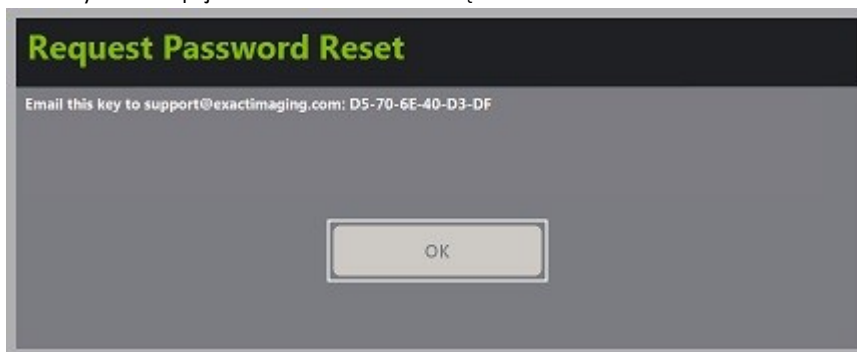 Request Password Reset
Email this key to support@exactimaging.com: D5-70-6E-40-D3-DF
OK